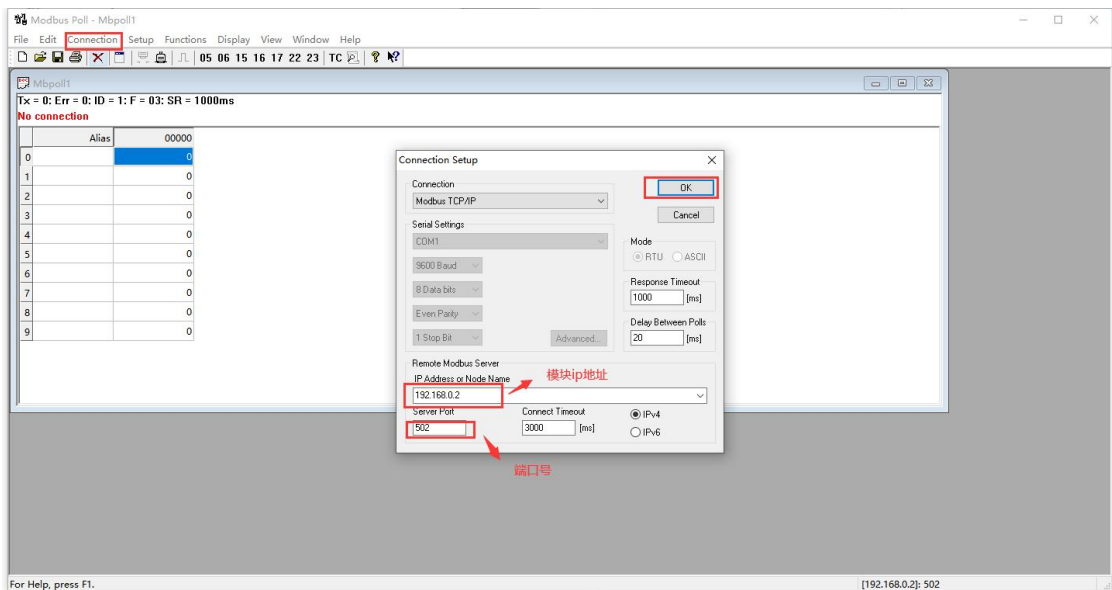 Modbus Poll - Mbpoll1
File Edit Connection Setup Functions Display View Window Help
05 06 15 16 17 22 23 TC
Mbpoll1
Tx = 0: Err = 0: ID = 1: F = 03: SR = 1000ms
No connection
Alias 00000
0 0
1 0
2 0
3 0
4 0
5 0
6 0
7 0
8 0
9 0
Connection Setup
Connection
Modbus TCP/IP
OK
Cancel
Serial Settings
COM1
9600 Baud
8 Data bits
Even Parity
1 Stop Bit
Advanced...
Mode
RTU ASCII
Response Timeout
1000 [ms]
Delay Between Polls
20 [ms]
Remote Modbus Server
IP Address or Node Name
模块ip地址
192.168.0.2
Server Port Connect Timeout
502 3000 [ms]
IPv4
IPv6
端口号
For Help, press F1.
[192.168.0.2]: 502